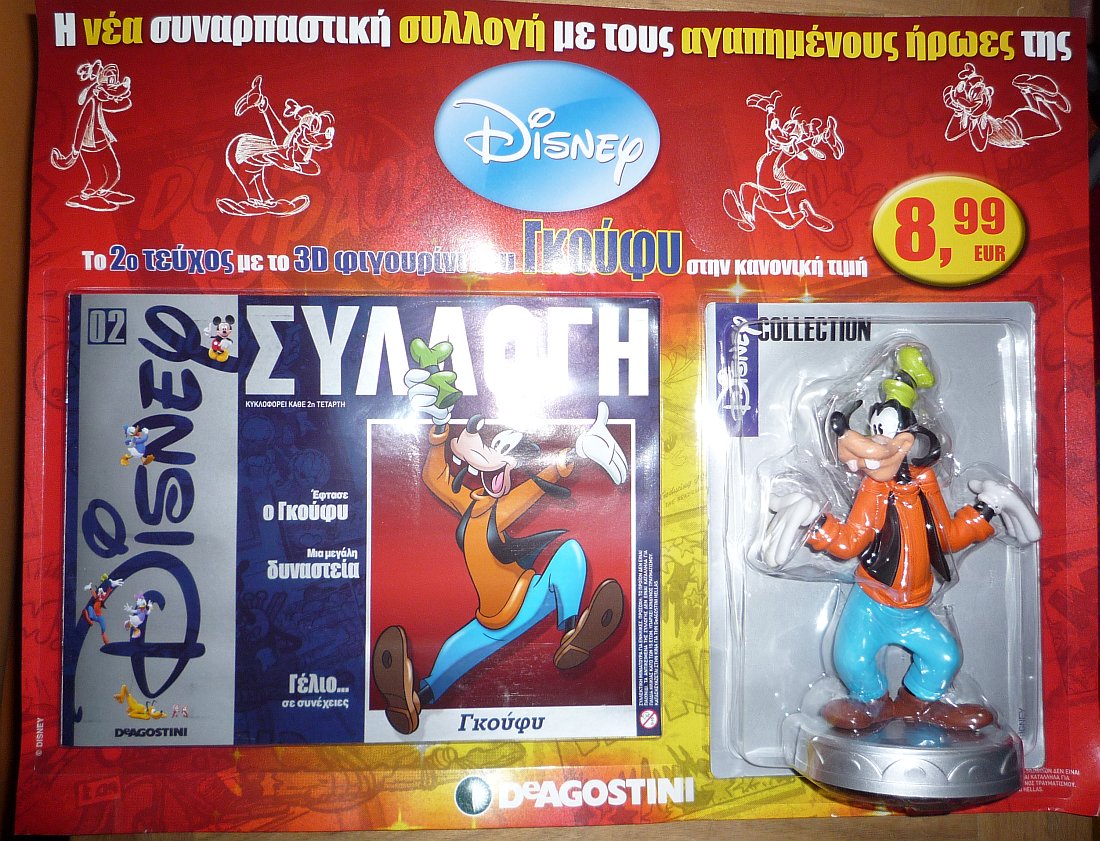 Η νέα συναρπαστική συλλογή με τους αγαπημένους ήρωες της
Disney
8,99
EUR
Το 2ο τεύχος με το 3D φιγουρίνι Γκούφυ στην κανονική τιμή
02
Disney
ΣΥΛΛΟΓΗ
ΚΥΚΛΟΦΟΡΕΙ ΚΑΘΕ 2η ΤΕΤΑΡΤΗ
Έφτασε
ο Γκούφυ
Μια μεγάλη
δυναστεία
Γέλιο...
σε συνέχειες
Γκούφυ
DeAGOSTINI
Disney
COLLECTION
© DISNEY
DeAGOSTINI